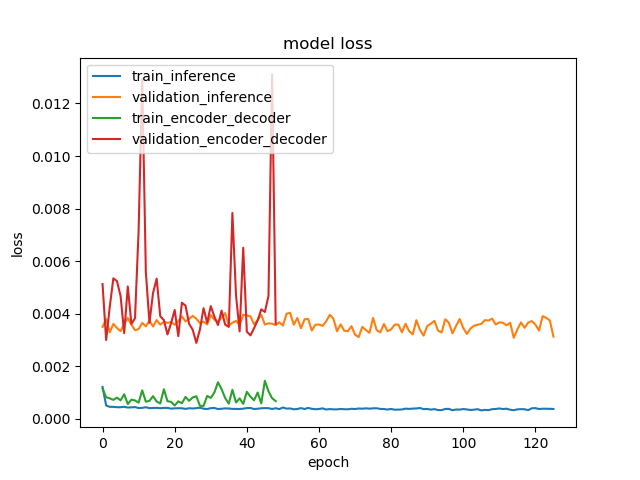 model loss
train_inference
validation_inference
train_encoder_decoder
validation_encoder_decoder
loss
0.012
0.010
0.008
0.006
0.004
0.002
0.000
0 20 40 60 80 100 120
epoch